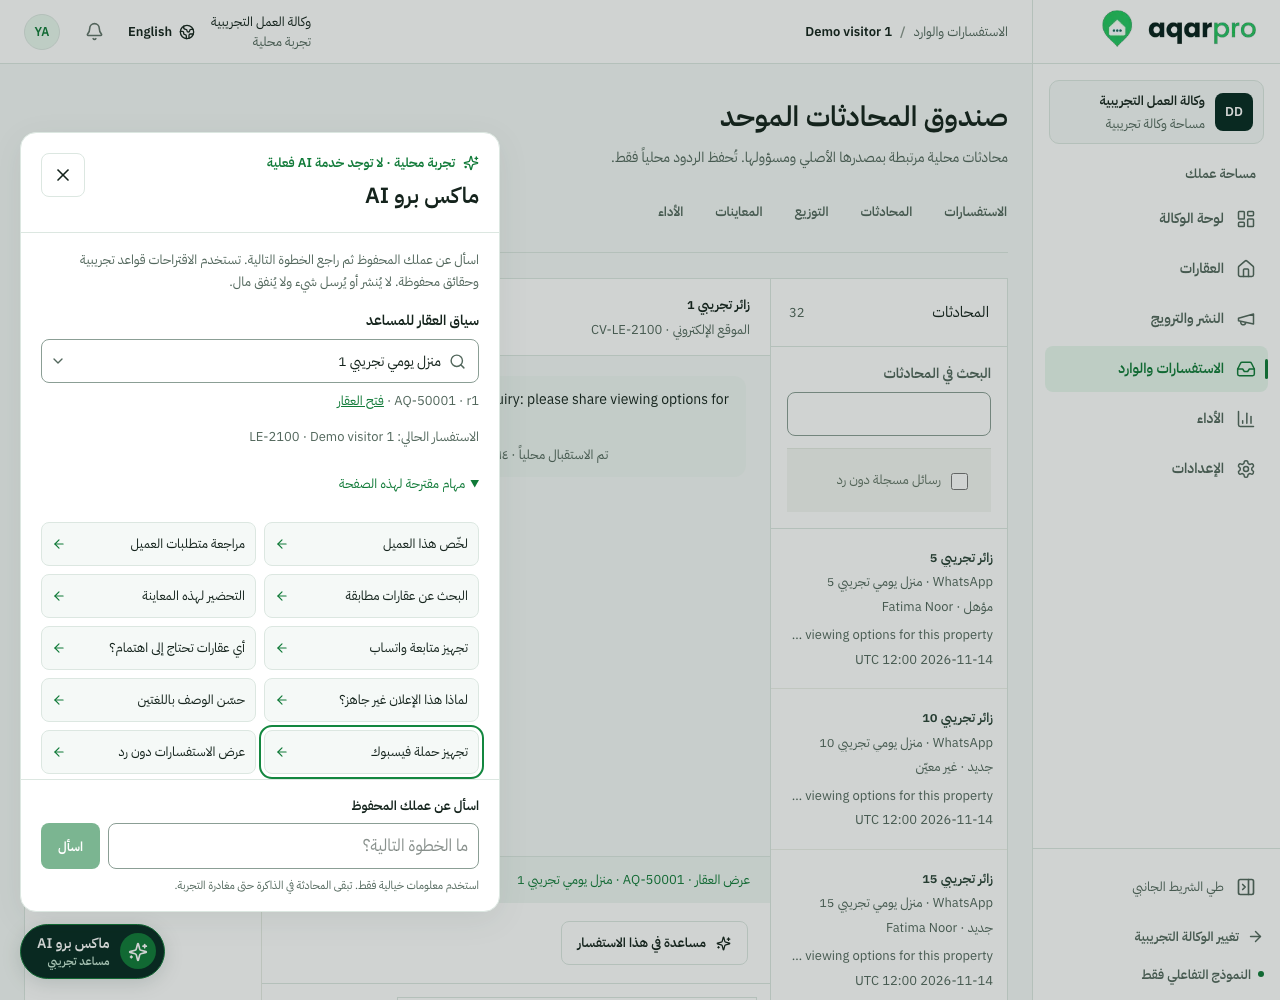 aqarpro
الاستفسارات والوارد / Demo visitor 1
وكالة العمل التجريبية
تجربة محلية
English
YA
DD
وكالة العمل التجريبية
مساحة وكالة تجريبية
مساحة عملك
لوحة الوكالة
العقارات
النشر والترويج
الاستفسارات والوارد
الأداء
الإعدادات
طي الشريط الجانبي
تغيير الوكالة التجريبية
النموذج التفاعلي فقط
صندوق المحادثات الموحد
محادثات محلية مرتبطة بمصدرها الأصلي ومسؤولها. تُحفظ الردود محلياً فقط.
الاستفسارات
المحادثات
التوزيع
المعاينات
الأداء
المحادثات
32
البحث في المحادثات
رسائل مسجلة دون رد
زائر تجريبي 5
WhatsApp · منزل يومي تجريبي 5
مؤهل · Fatima Noor
viewing options for this property ...
2026-11-14 12:00 UTC
زائر تجريبي 10
WhatsApp · منزل يومي تجريبي 10
جديد · غير معيّن
viewing options for this property ...
2026-11-14 12:00 UTC
زائر تجريبي 15
WhatsApp · منزل يومي تجريبي 15
جديد · Fatima Noor
viewing options for this property ...
2026-11-14 12:00 UTC
زائر تجريبي 1
الموقع الإلكتروني · CV-LE-2100
please share viewing options for
تم الاستقبال محلياً ·
عرض العقار · AQ-50001 · منزل يومي تجريبي 1
مساعدة في هذا الاستفسار
تجربة محلية · لا توجد خدمة AI فعلية
ماكس برو AI
اسأل عن عملك المحفوظ ثم راجع الخطوة التالية. تستخدم الاقتراحات قواعد تجريبية
وحقائق محفوظة. لا يُنشر أو يُرسل شيء ولا يُنفق مال.
سياق العقار للمساعد
منزل يومي تجريبي 1
AQ-50001 · r1 · فتح العقار
الاستفسار الحالي: LE-2100 · Demo visitor 1
▼ مهام مقترحة لهذه الصفحة
لخّص هذا العميل
مراجعة متطلبات العميل
البحث عن عقارات مطابقة
التحضير لهذه المعاينة
تجهيز متابعة واتساب
أي عقارات تحتاج إلى اهتمام؟
لماذا هذا الإعلان غير جاهز؟
حسّن الوصف باللغتين
تجهيز حملة فيسبوك
عرض الاستفسارات دون رد
اسأل عن عملك المحفوظ
ما الخطوة التالية؟
اسأل
استخدم معلومات خيالية فقط. تبقى المحادثة في الذاكرة حتى مغادرة التجربة.
ماكس برو AI
مساعد تجريبي